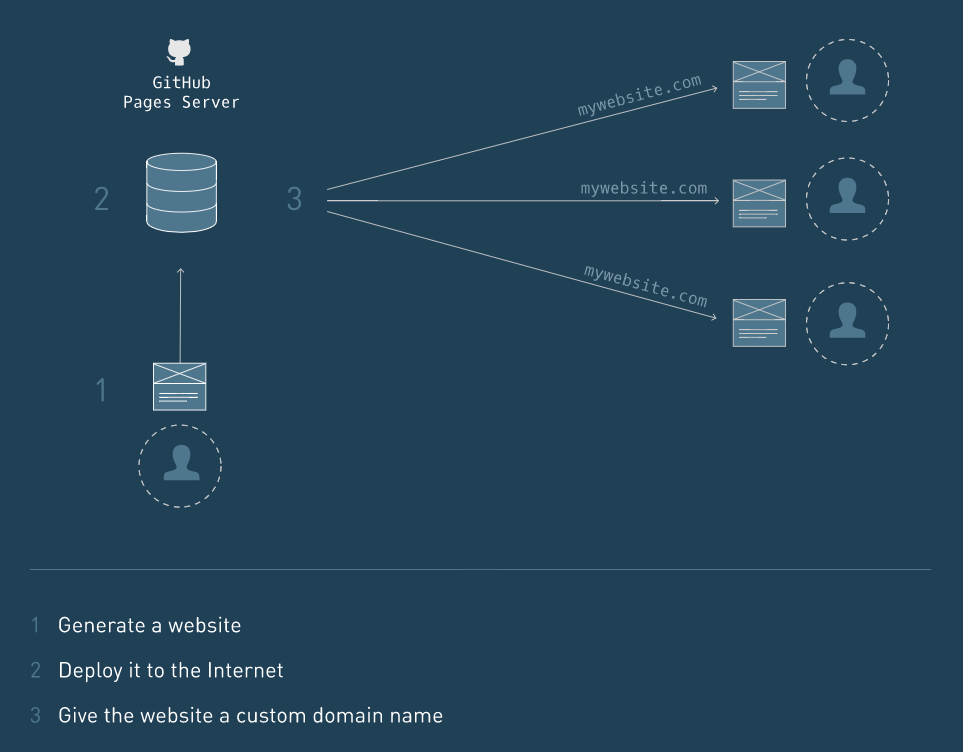 GitHub
Pages Server
mywebsite.com
2
3
mywebsite.com
mywebsite.com
1
1 Generate a website
2 Deploy it to the Internet
3 Give the website a custom domain name